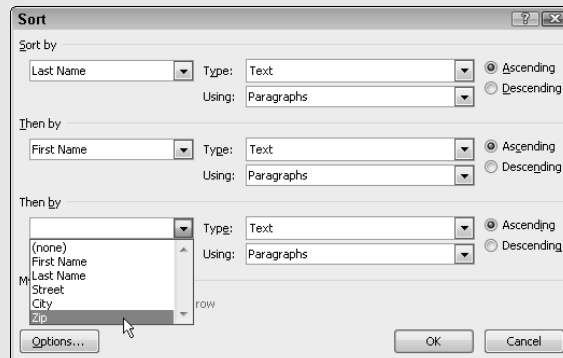 Sort
Sort by
Last Name Type: Text Ascending
Using: Paragraphs Descending
Then by
First Name Type: Text Ascending
Using: Paragraphs Descending
Then by
Type: Text Ascending
(none) Using: Paragraphs Descending
First Name
M Last Name
Street
City row
Zip
Options... OK Cancel